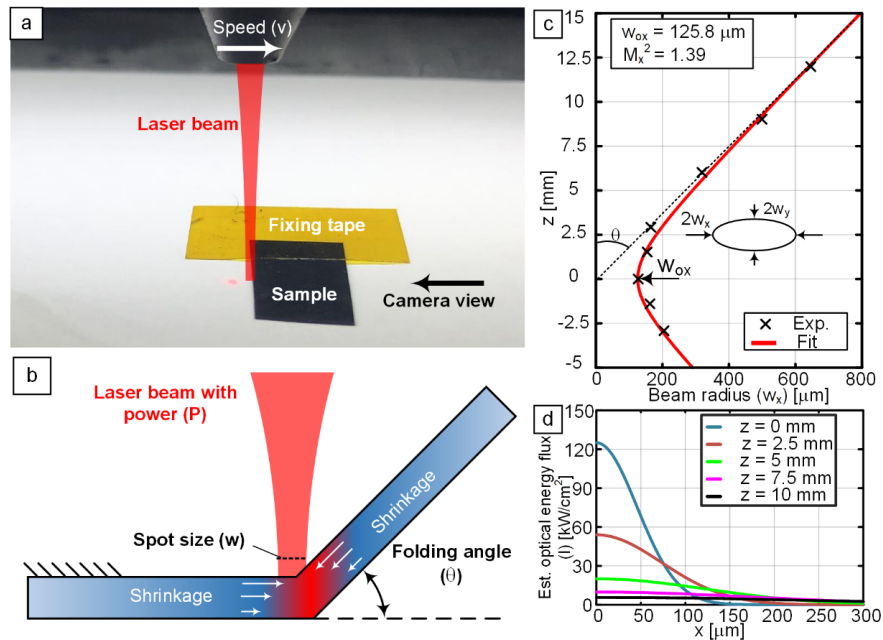 a
Speed (v)
Laser beam
Fixing tape
Sample
Camera view
b
Laser beam with
power (P)
Shrinkage
Spot size (w)
Folding angle
(θ)
Shrinkage
θ
c
w_ox = 125.8 μm
M_x² = 1.39
15
12.5
10
7.5
5
2.5
0
-2.5
-5
z [mm]
θ
2w_x
2w_y
W_ox
Exp.
Fit
0
200
400
600
800
Beam radius (w_x) [μm]
d
150
120
90
60
30
0
Est. optical energy flux
(I) [kW/cm²]
z = 0 mm
z = 2.5 mm
z = 5 mm
z = 7.5 mm
z = 10 mm
0
50
100
150
200
250
300
x [μm]